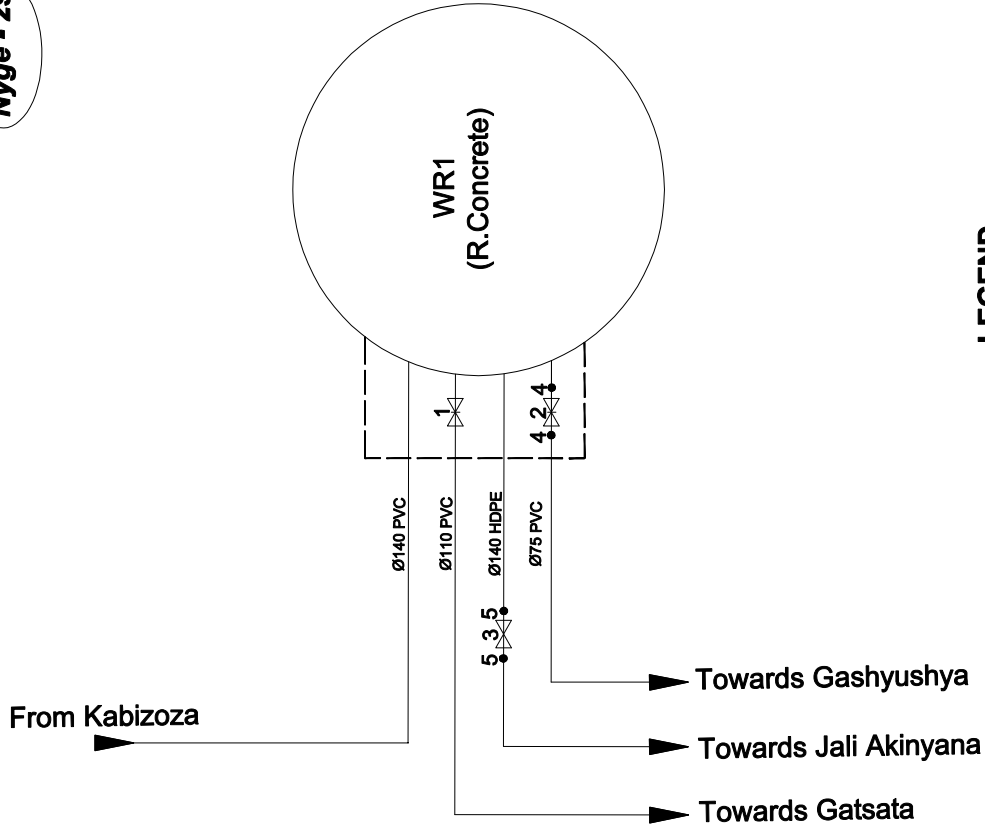 WR1
(R.Concrete)
1
4
2
4
Ø140 PVC
Ø110 PVC
Ø140 HDPE
Ø75 PVC
5
3
5
Towards Gashyushya
From Kabizoza
Towards Jali Akinyana
Towards Gatsata